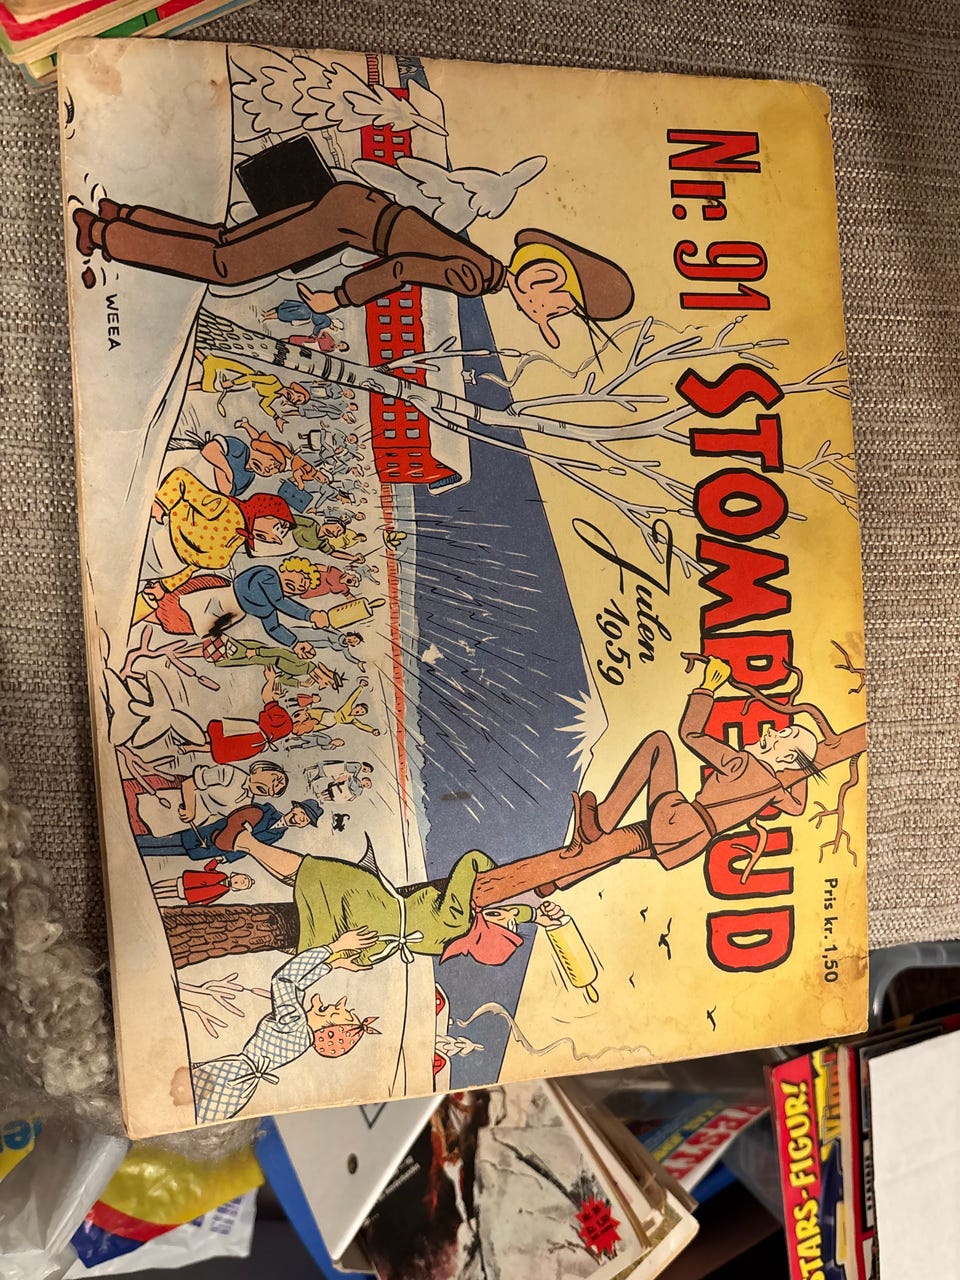 Pris kr. 1,50
Nr. 91 STOMPERUD
Julen
1959
WEEA
STARS-FIGUR!